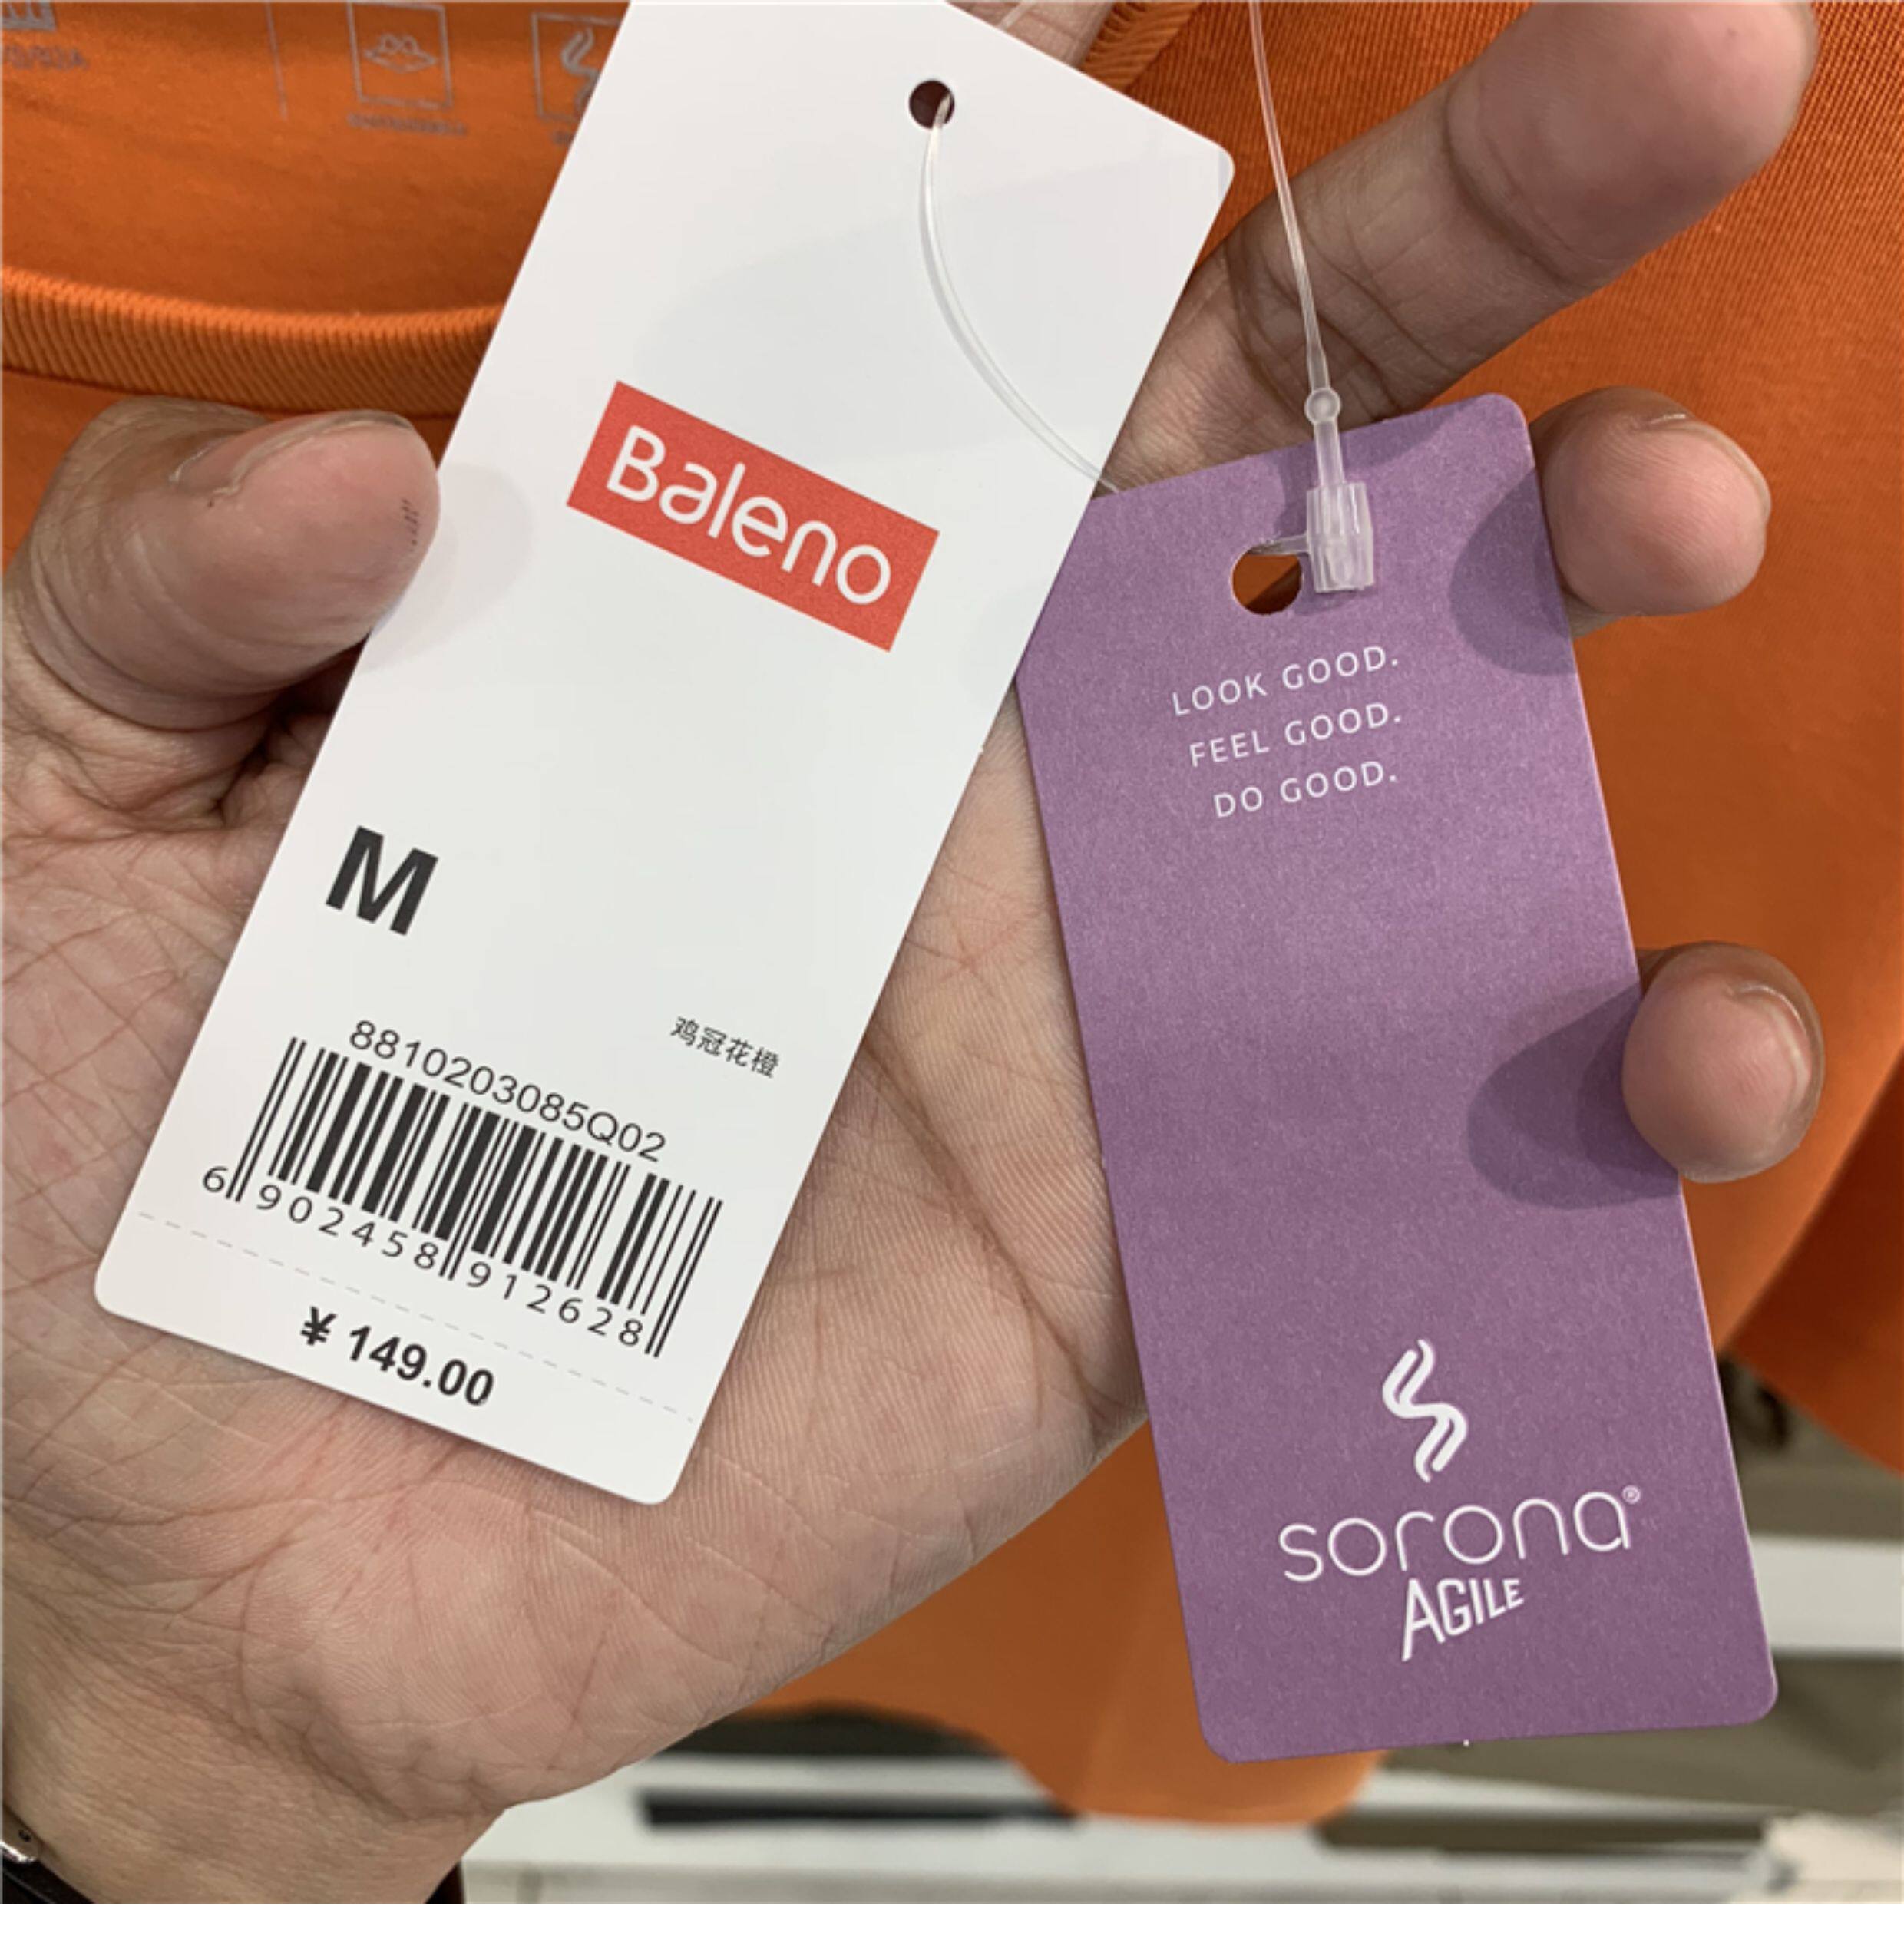 Baleno
M
鸡冠花橙
8810203085Q02
6 902458 912628
¥ 149.00
LOOK GOOD.
FEEL GOOD.
DO GOOD.
sorona®
AGILE